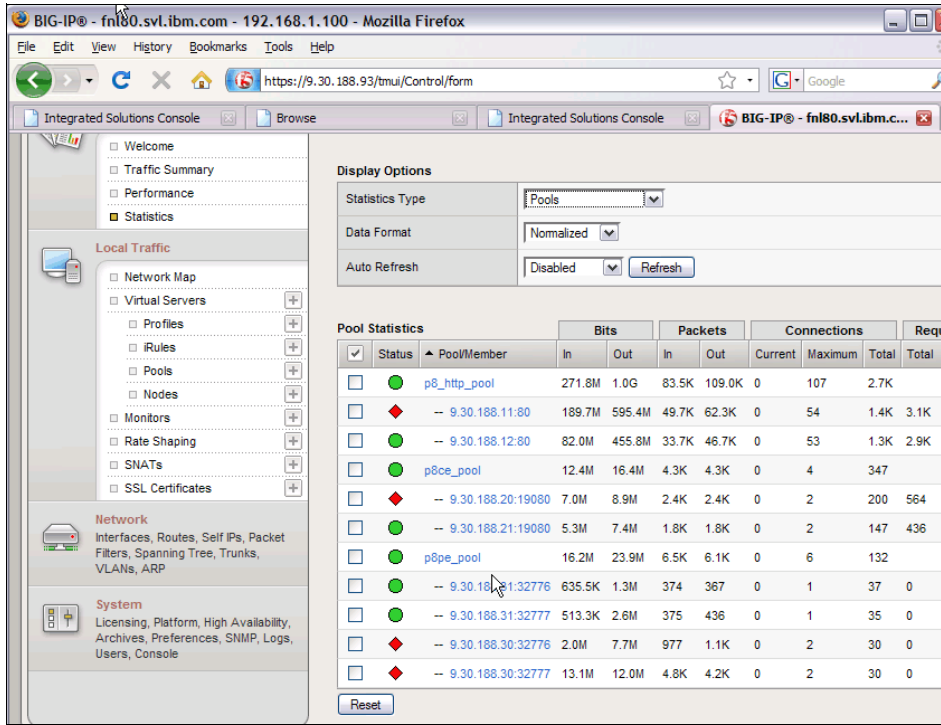 BIG-IP® - fnl80.svl.ibm.com - 192.168.1.100 - Mozilla Firefox
File Edit View History Bookmarks Tools Help
https://9.30.188.93/tmui/Control/form
G Google
Integrated Solutions Console
Browse
Integrated Solutions Console
BIG-IP® - fnl80.svl.ibm.c...
Welcome
Traffic Summary
Performance
Statistics
Local Traffic
Network Map
Virtual Servers
Profiles
iRules
Pools
Nodes
Monitors
Rate Shaping
SNATs
SSL Certificates
Network
Interfaces, Routes, Self IPs, Packet
Filters, Spanning Tree, Trunks,
VLANs, ARP
System
Licensing, Platform, High Availability,
Archives, Preferences, SNMP, Logs,
Users, Console
Display Options
Statistics Type Pools
Data Format Normalized
Auto Refresh Disabled Refresh
Pool Statistics Bits Packets Connections Requ
Status Pool/Member In Out In Out Current Maximum Total Total
p8_http_pool 271.8M 1.0G 83.5K 109.0K 0 107 2.7K
-- 9.30.188.11:80 189.7M 595.4M 49.7K 62.3K 0 54 1.4K 3.1K
-- 9.30.188.12:80 82.0M 455.8M 33.7K 46.7K 0 53 1.3K 2.9K
p8ce_pool 12.4M 16.4M 4.3K 4.3K 0 4 347
-- 9.30.188.20:19080 7.0M 8.9M 2.4K 2.4K 0 2 200 564
-- 9.30.188.21:19080 5.3M 7.4M 1.8K 1.8K 0 2 147 436
p8pe_pool 16.2M 23.9M 6.5K 6.1K 0 6 132
-- 635.5K 1.3M 374 367 0 1 37 0
-- 9.30.188.31:32777 513.3K 2.6M 375 436 0 1 35 0
-- 9.30.188.30:32776 2.0M 7.7M 977 1.1K 0 2 30 0
-- 9.30.188.30:32777 13.1M 12.0M 4.8K 4.2K 0 2 30 0
Reset